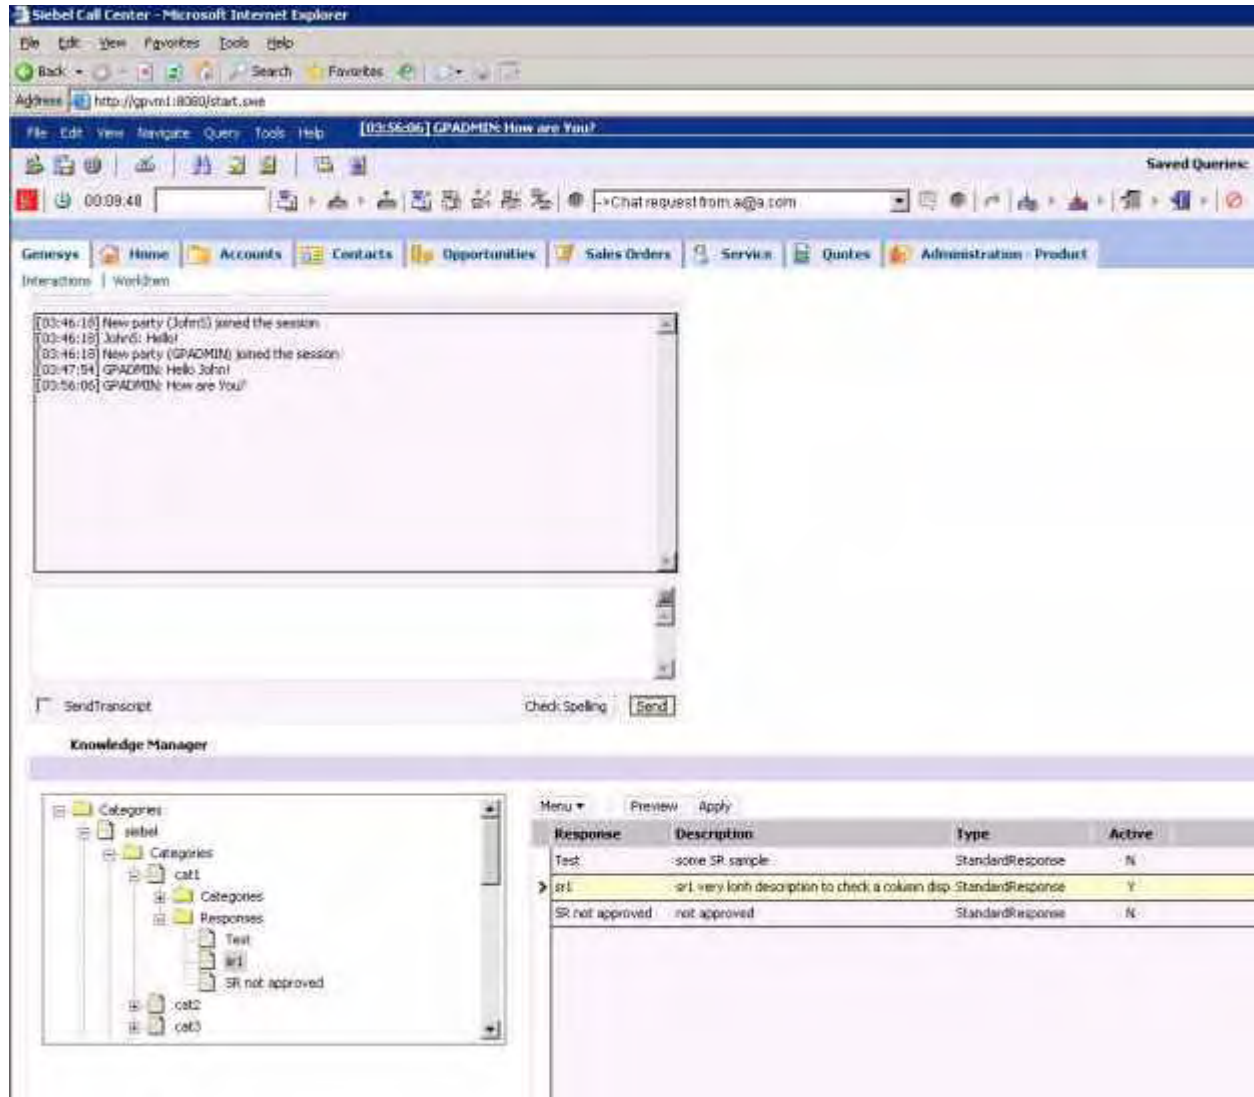 Siebel Call Center - Microsoft Internet Explorer
File Edit View Favorites Tools Help
Back Search Favorites
Address http://gpvm1:8080/start.swe
File Edit View Navigate Query Tools Help [03:56:06] GPADMIN: How are You?
Saved Queries:
00:09:48 ->Chat request from a@a.com
Genesys Home Accounts Contacts Opportunities Sales Orders Service Quotes Administration - Product
Interactions | Workitem
[03:46:18] New party (JohnS) joined the session
[03:46:18] JohnS: Hello!
[03:46:18] New party (GPADMIN) joined the session
[03:47:54] GPADMIN: Hello John!
[03:56:06] GPADMIN: How are You?
SendTranscript Check Spelling Send
Knowledge Manager
Categories
siebel
Categories
cat1
Categories
Responses
Test
sr1
SR not approved
cat2
cat3
Menu Preview Apply
Response Description Type Active
Test some SR sample StandardResponse N
sr1 sr1 very lonh description to check a column disp StandardResponse Y
SR not approved not approved StandardResponse N